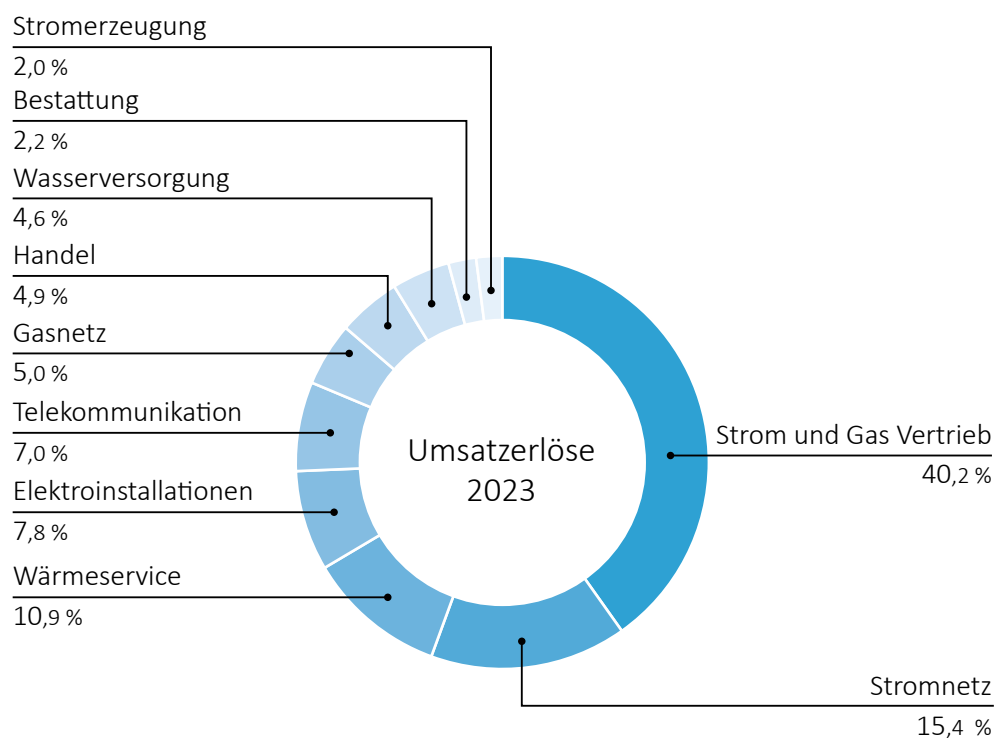 Stromerzeugung
2,0 %
Bestattung
2,2 %
Wasserversorgung
4,6 %
Handel
4,9 %
Gasnetz
5,0 %
Telekommunikation
7,0 %
Elektroinstallationen
7,8 %
Wärmeservice
10,9 %
Umsatzerlöse
2023
Strom und Gas Vertrieb
40,2 %
Stromnetz
15,4 %